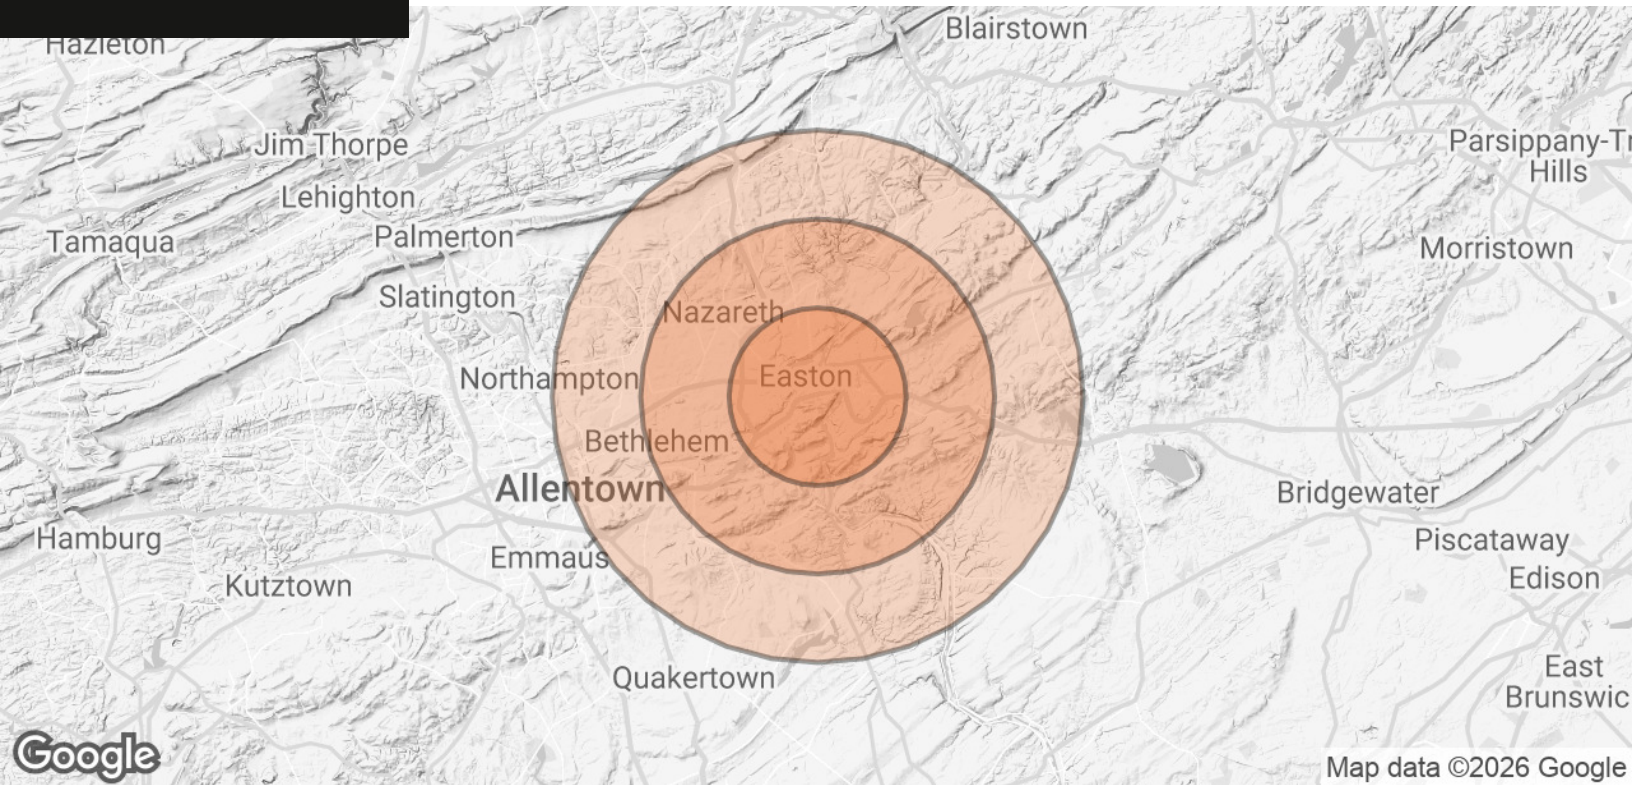 Blairstown
Hazleton
Jim Thorpe
Parsippany-Tr
Hills
Lehighton
Tamaqua
Palmerton
Morristown
Slatington
Nazareth
Northampton
Easton
Bethlehem
Allentown
Bridgewater
Hamburg
Piscataway
Emmaus
Edison
Kutztown
Quakertown
East
Brunswic
Google
Map data ©2026 Google